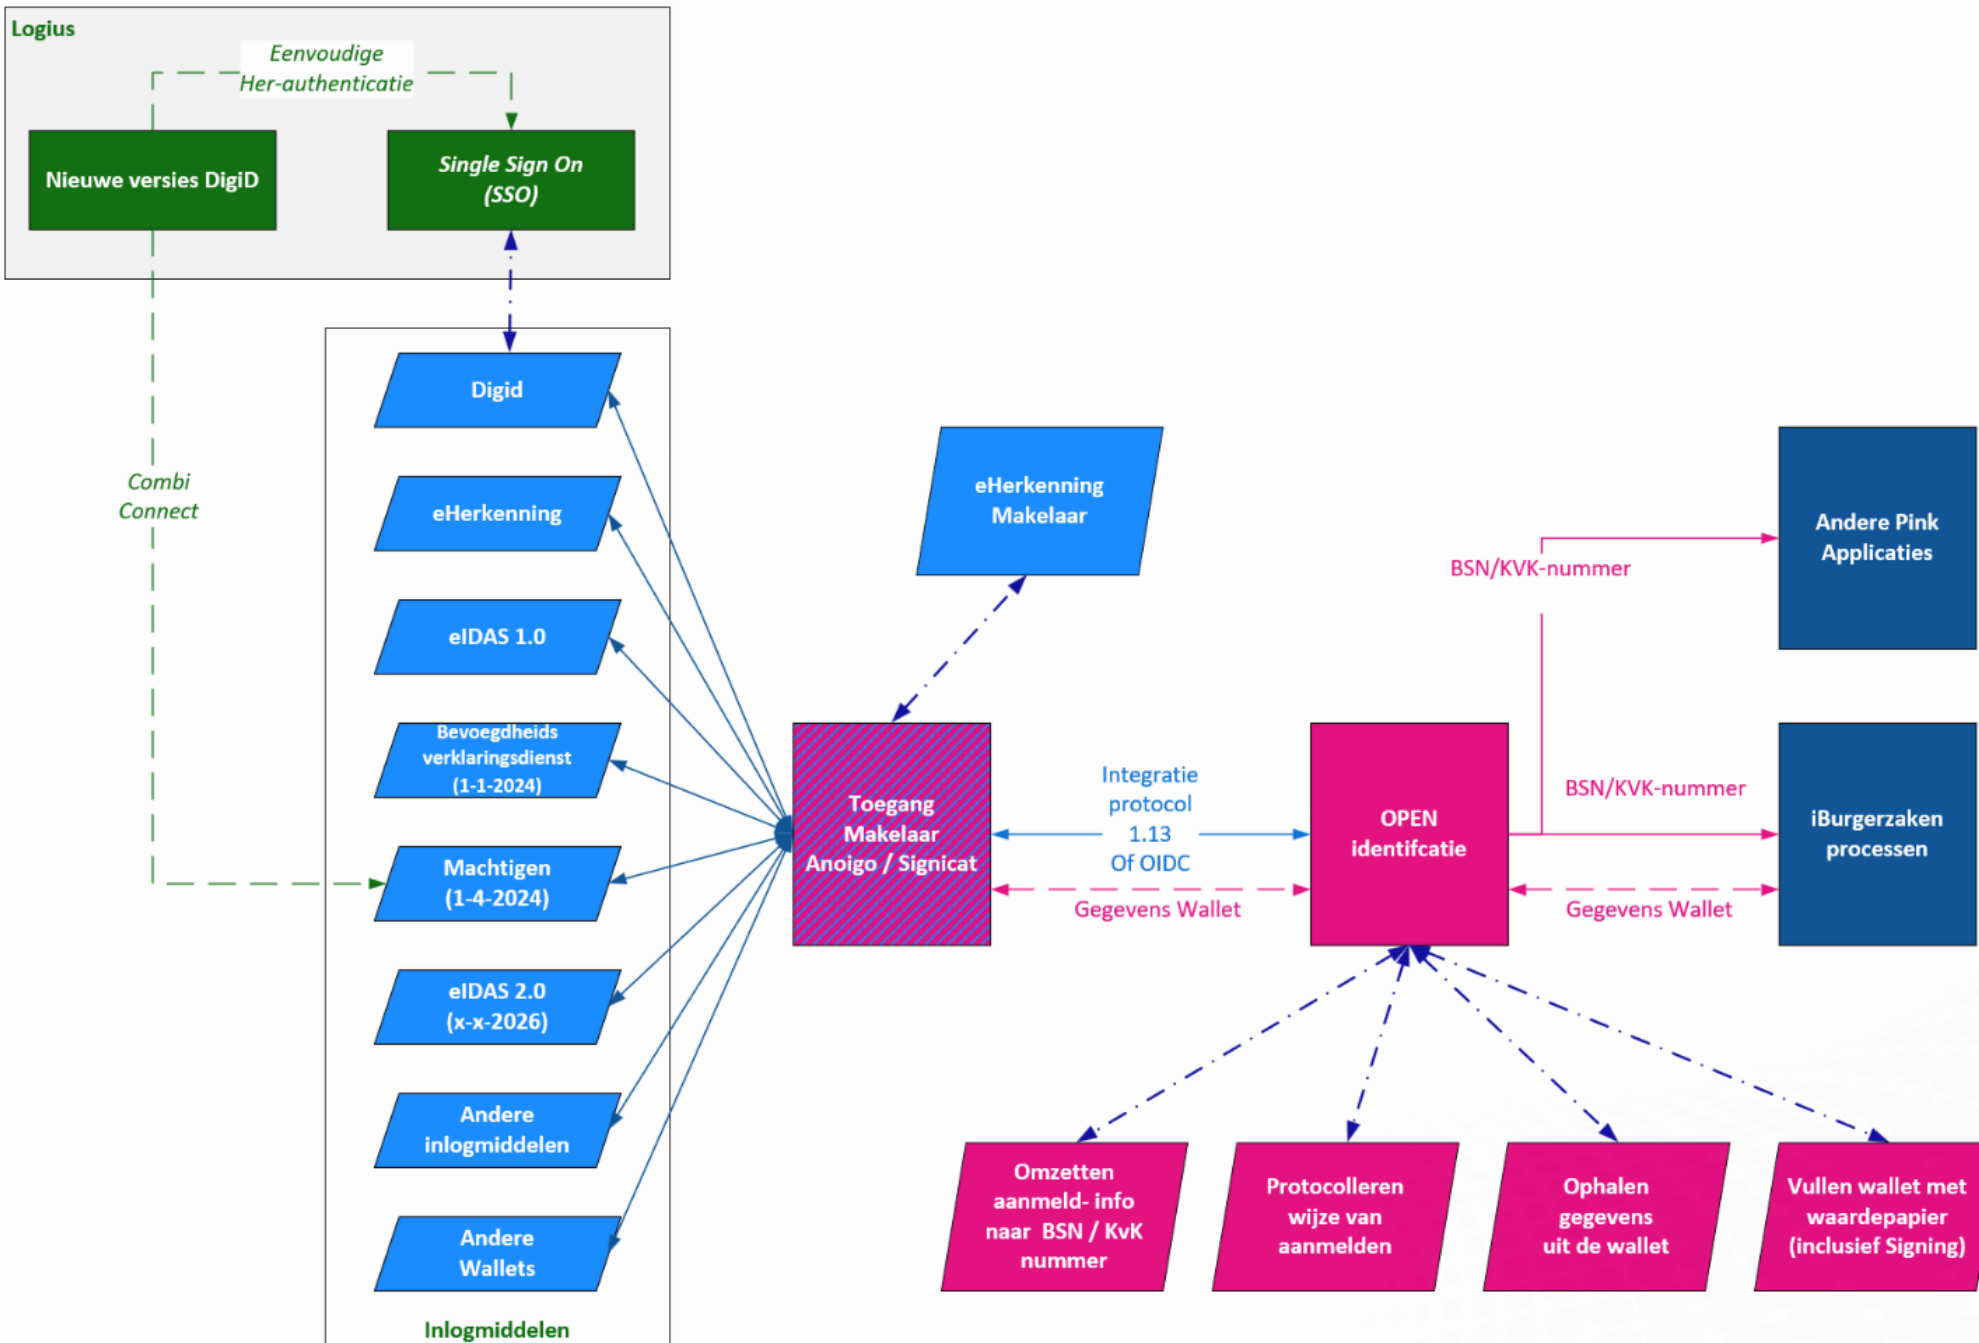 Logius
Eenvoudige
Her-authenticatie
Nieuwe versies DigiD
Single Sign On
(SSO)
Combi
Connect
Digid
eHerkenning
eIDAS 1.0
Bevoegdheids
verklaringsdienst
(1-1-2024)
Machtigen
(1-4-2024)
eIDAS 2.0
(x-x-2026)
Andere
inlogmiddelen
Andere
Wallets
Inlogmiddelen
eHerkenning
Makelaar
Toegang
Makelaar
Anoigo / Signicat
Integratie
protocol
1.13
Of OIDC
Gegevens Wallet
OPEN
identifcatie
BSN/KVK-nummer
Andere Pink
Applicaties
BSN/KVK-nummer
iBurgerzaken
processen
Gegevens Wallet
Omzetten
aanmeld- info
naar BSN / KvK
nummer
Protocolleren
wijze van
aanmelden
Ophalen
gegevens
uit de wallet
Vullen wallet met
waardepapier
(inclusief Signing)